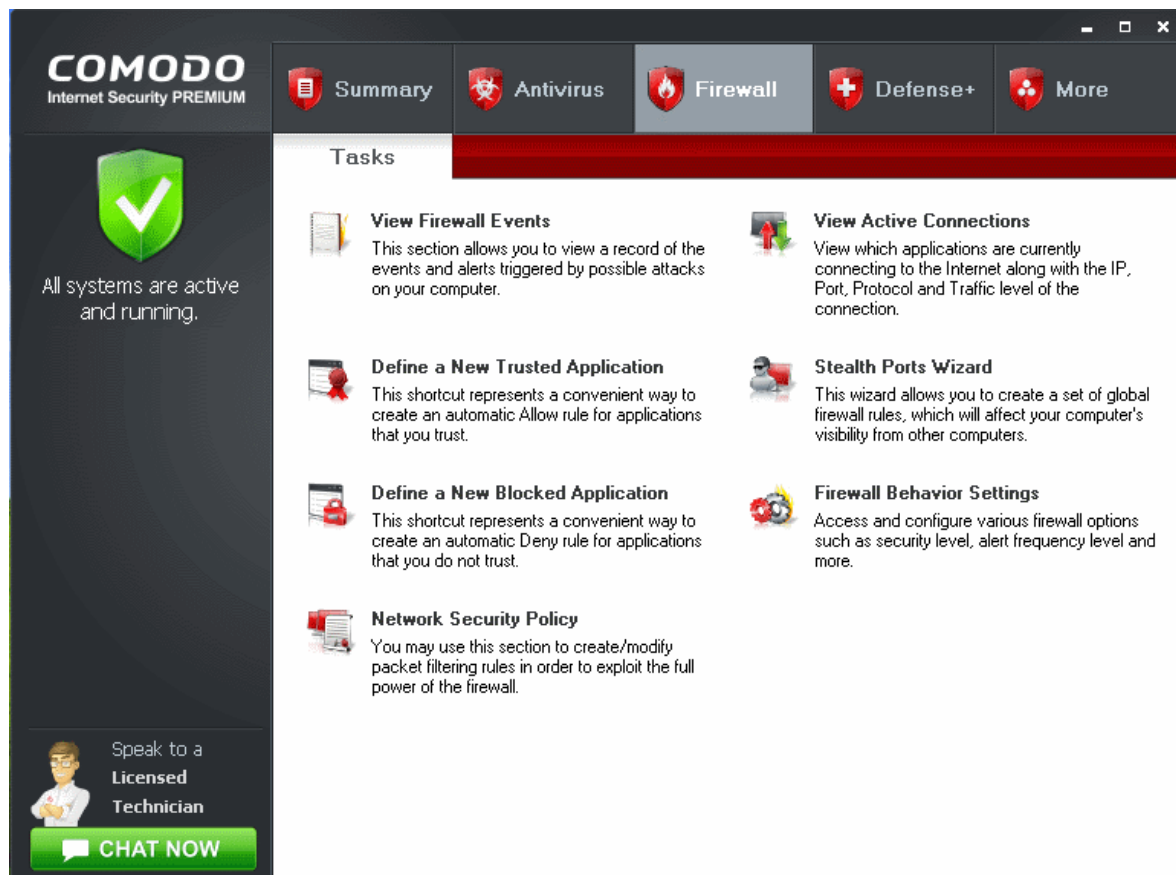 COMODO
Internet Security PREMIUM
Summary
Antivirus
Firewall
Defense+
More
All systems are active
and running.
Tasks
View Firewall Events
This section allows you to view a record of the
events and alerts triggered by possible attacks
on your computer.
View Active Connections
View which applications are currently
connecting to the Internet along with the IP,
Port, Protocol and Traffic level of the
connection.
Define a New Trusted Application
This shortcut represents a convenient way to
create an automatic Allow rule for applications
that you trust.
Stealth Ports Wizard
This wizard allows you to create a set of global
firewall rules, which will affect your computer's
visibility from other computers.
Define a New Blocked Application
This shortcut represents a convenient way to
create an automatic Deny rule for applications
that you do not trust.
Firewall Behavior Settings
Access and configure various firewall options
such as security level, alert frequency level and
more.
Network Security Policy
You may use this section to create/modify
packet filtering rules in order to exploit the full
power of the firewall.
Speak to a
Licensed
Technician
CHAT NOW